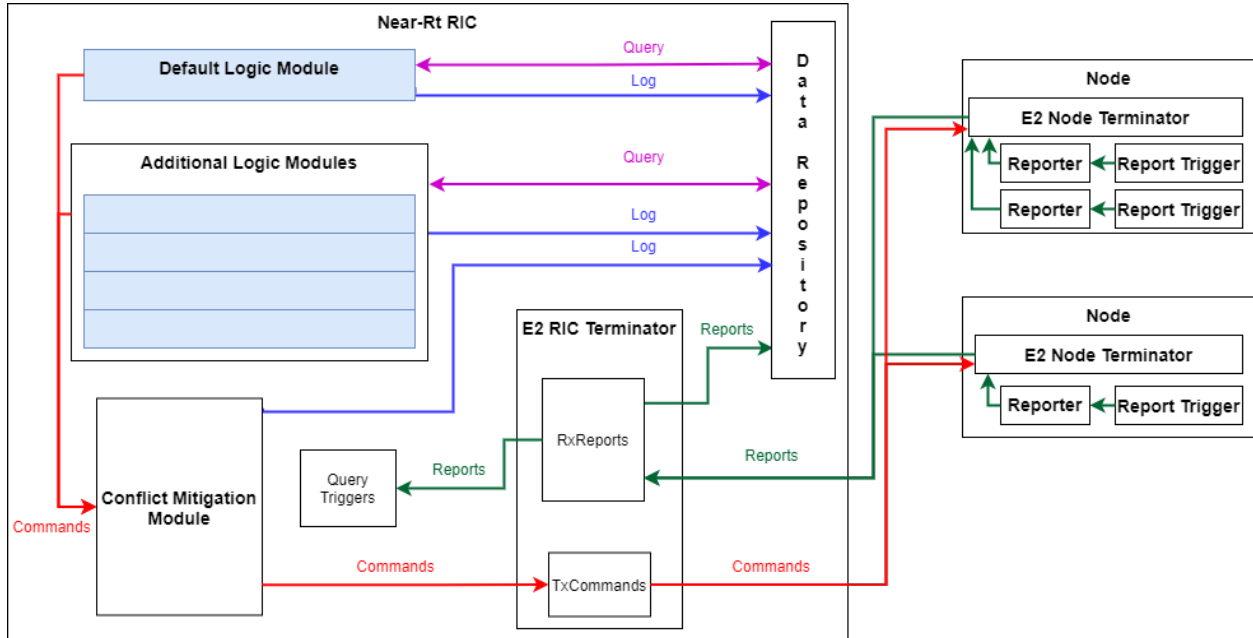 Near-Rt RIC
Default Logic Module
Query
Log
Additional Logic Modules
Query
Log
Log
D
a
t
a
R
e
p
o
s
i
t
o
r
y
E2 RIC Terminator
Reports
RxReports
Reports
Reports
Query
Triggers
Conflict Mitigation
Module
Commands
Commands
TxCommands
Commands
Node
E2 Node Terminator
Reporter
Report Trigger
Reporter
Report Trigger
Node
E2 Node Terminator
Reporter
Report Trigger